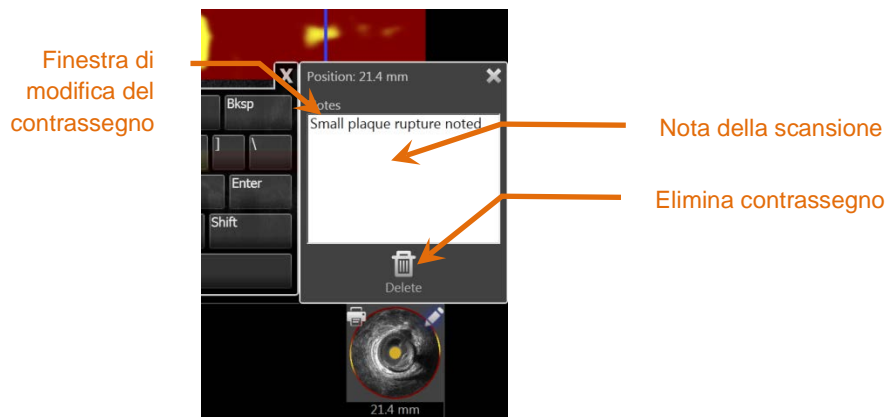 Finestra di
modifica del
contrassegno
X
Position: 21.4 mm
Notes
Small plaque rupture noted
Bksp
]
\
Enter
Shift
Delete
21.4 mm
Nota della scansione
Elimina contrassegno